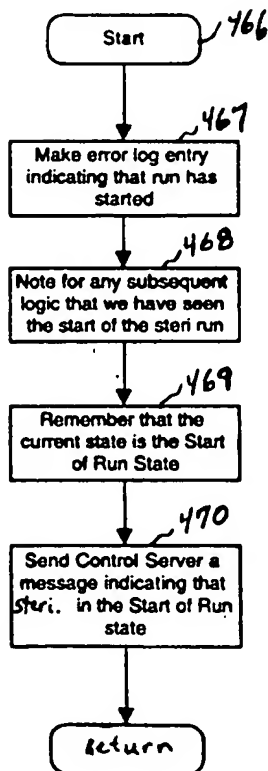 Start
466
467
Make error log entry
indicating that run has
started
468
Note for any subsequent
logic that we have seen
the start of the steri run
469
Remember that the
current state is the Start
of Run State
470
Send Control Server a
message indicating that
steri. in the Start of Run
state
Return